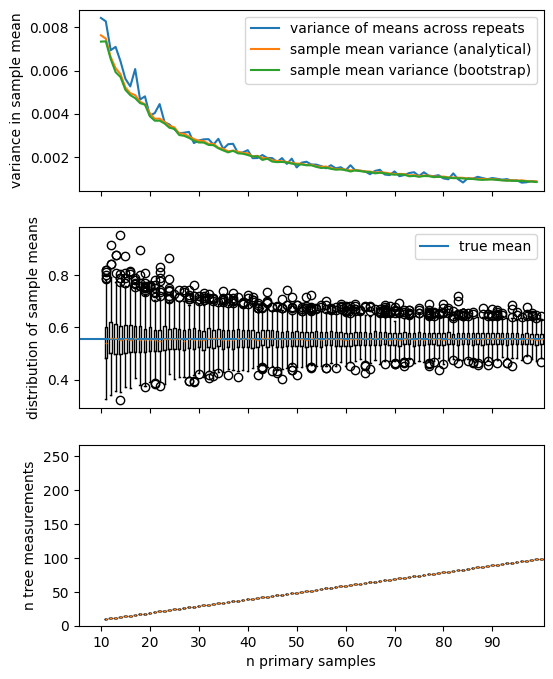 variance in sample mean
0.008
0.006
0.004
0.002
variance of means across repeats
sample mean variance (analytical)
sample mean variance (bootstrap)
distribution of sample means
0.8
0.6
0.4
true mean
n tree measurements
250
200
150
100
50
0
10 20 30 40 50 60 70 80 90
n primary samples